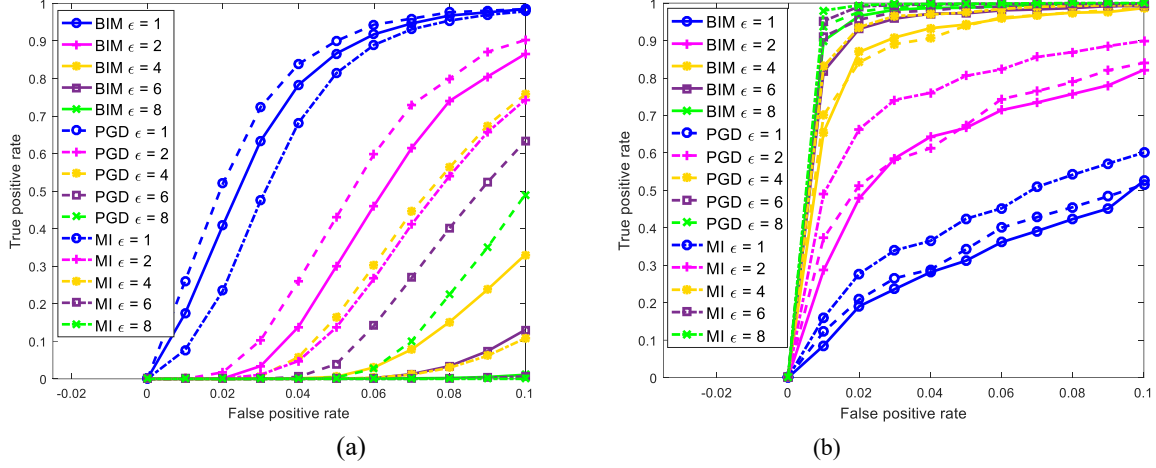 BIM ϵ = 1
BIM ϵ = 2
BIM ϵ = 4
BIM ϵ = 6
BIM ϵ = 8
PGD ϵ = 1
PGD ϵ = 2
PGD ϵ = 4
PGD ϵ = 6
PGD ϵ = 8
MI ϵ = 1
MI ϵ = 2
MI ϵ = 4
MI ϵ = 6
MI ϵ = 8
True positive rate
1
0.9
0.8
0.7
0.6
0.5
0.4
0.3
0.2
0.1
0
-0.02 0 0.02 0.04 0.06 0.08 0.1
False positive rate
(a)
BIM ϵ = 1
BIM ϵ = 2
BIM ϵ = 4
BIM ϵ = 6
BIM ϵ = 8
PGD ϵ = 1
PGD ϵ = 2
PGD ϵ = 4
PGD ϵ = 6
PGD ϵ = 8
MI ϵ = 1
MI ϵ = 2
MI ϵ = 4
MI ϵ = 6
MI ϵ = 8
True positive rate
1
0.9
0.8
0.7
0.6
0.5
0.4
0.3
0.2
0.1
0
-0.02 0 0.02 0.04 0.06 0.08 0.1
False positive rate
(b)